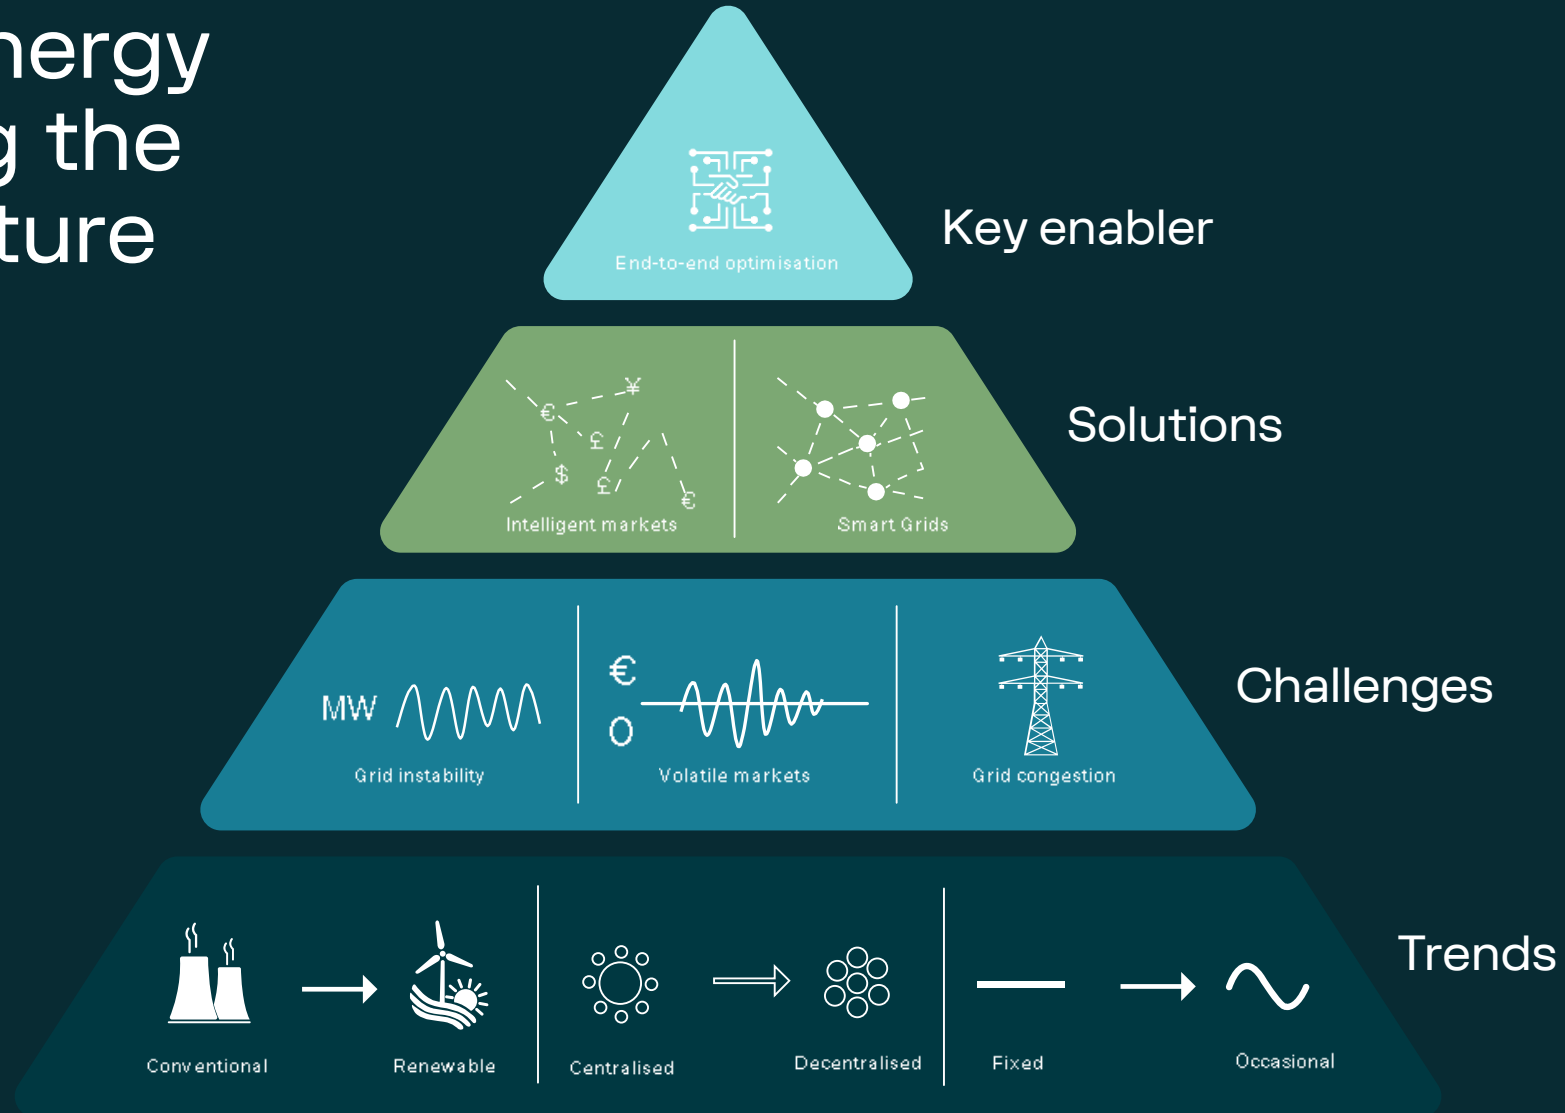 nergy
g the
ture
End-to-end optimisation
Key enabler
¥
€
£
$
£
€
Intelligent markets
Smart Grids
Solutions
MW
Grid instability
€
0
Volatile markets
Grid congestion
Challenges
Conventional
Renewable
Centralised
Decentralised
Fixed
Occasional
Trends